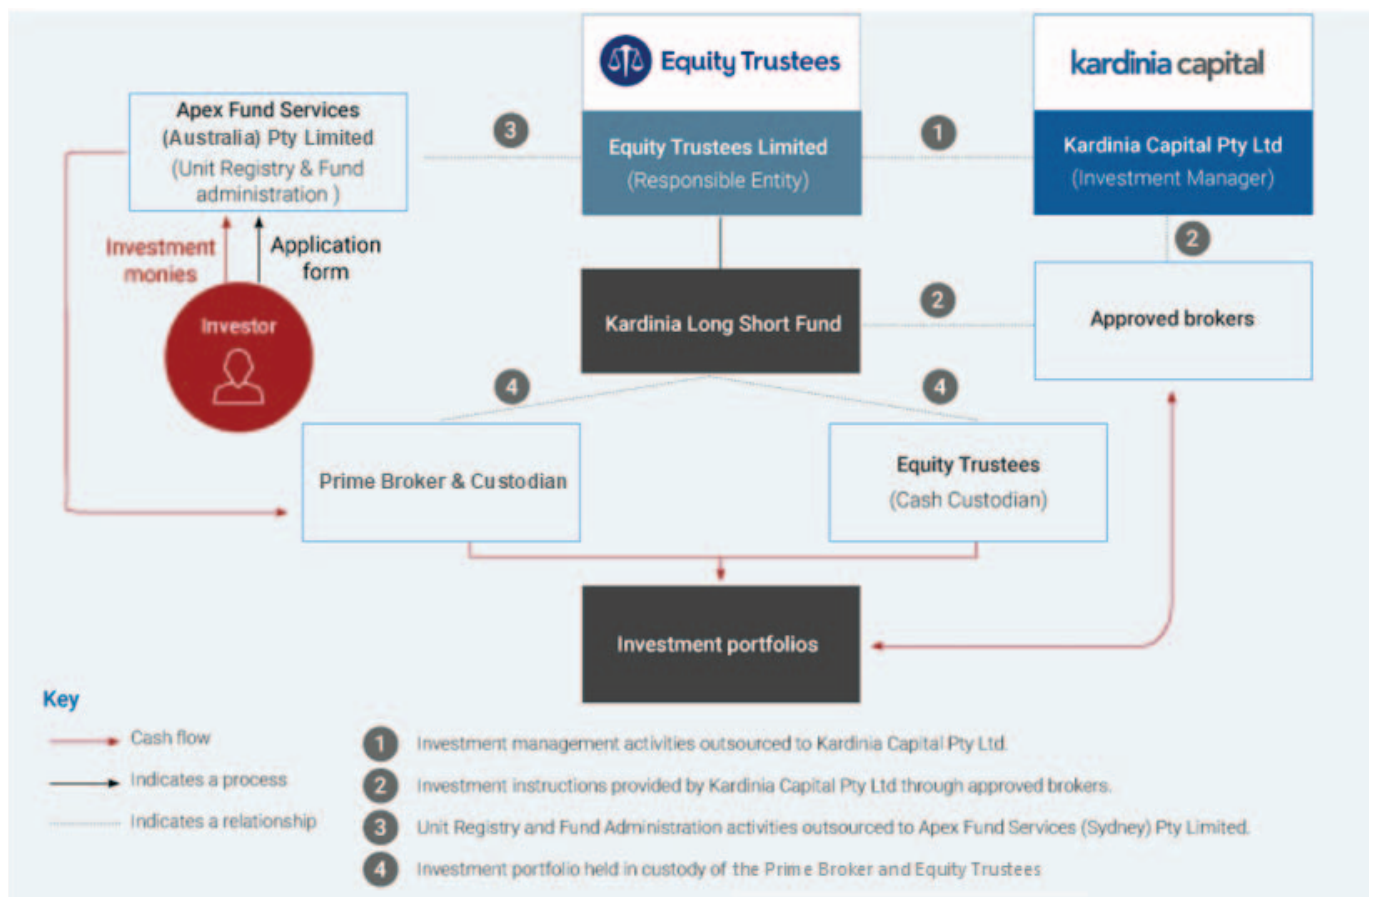 Equity Trustees
kardinia capital
Apex Fund Services
(Australia) Pty Limited
(Unit Registry & Fund
administration )
3
Equity Trustees Limited
(Responsible Entity)
1
Kardinia Capital Pty Ltd
(Investment Manager)
2
Investment
monies
Application
form
Investor
Kardinia Long Short Fund
2
Approved brokers
4
4
Prime Broker & Custodian
Equity Trustees
(Cash Custodian)
Investment portfolios
Key
Cash flow
Indicates a process
Indicates a relationship
1 Investment management activities outsourced to Kardinia Capital Pty Ltd.
2 Investment instructions provided by Kardinia Capital Pty Ltd through approved brokers.
3 Unit Registry and Fund Administration activities outsourced to Apex Fund Services (Sydney) Pty Limited.
4 Investment portfolio held in custody of the Prime Broker and Equity Trustees